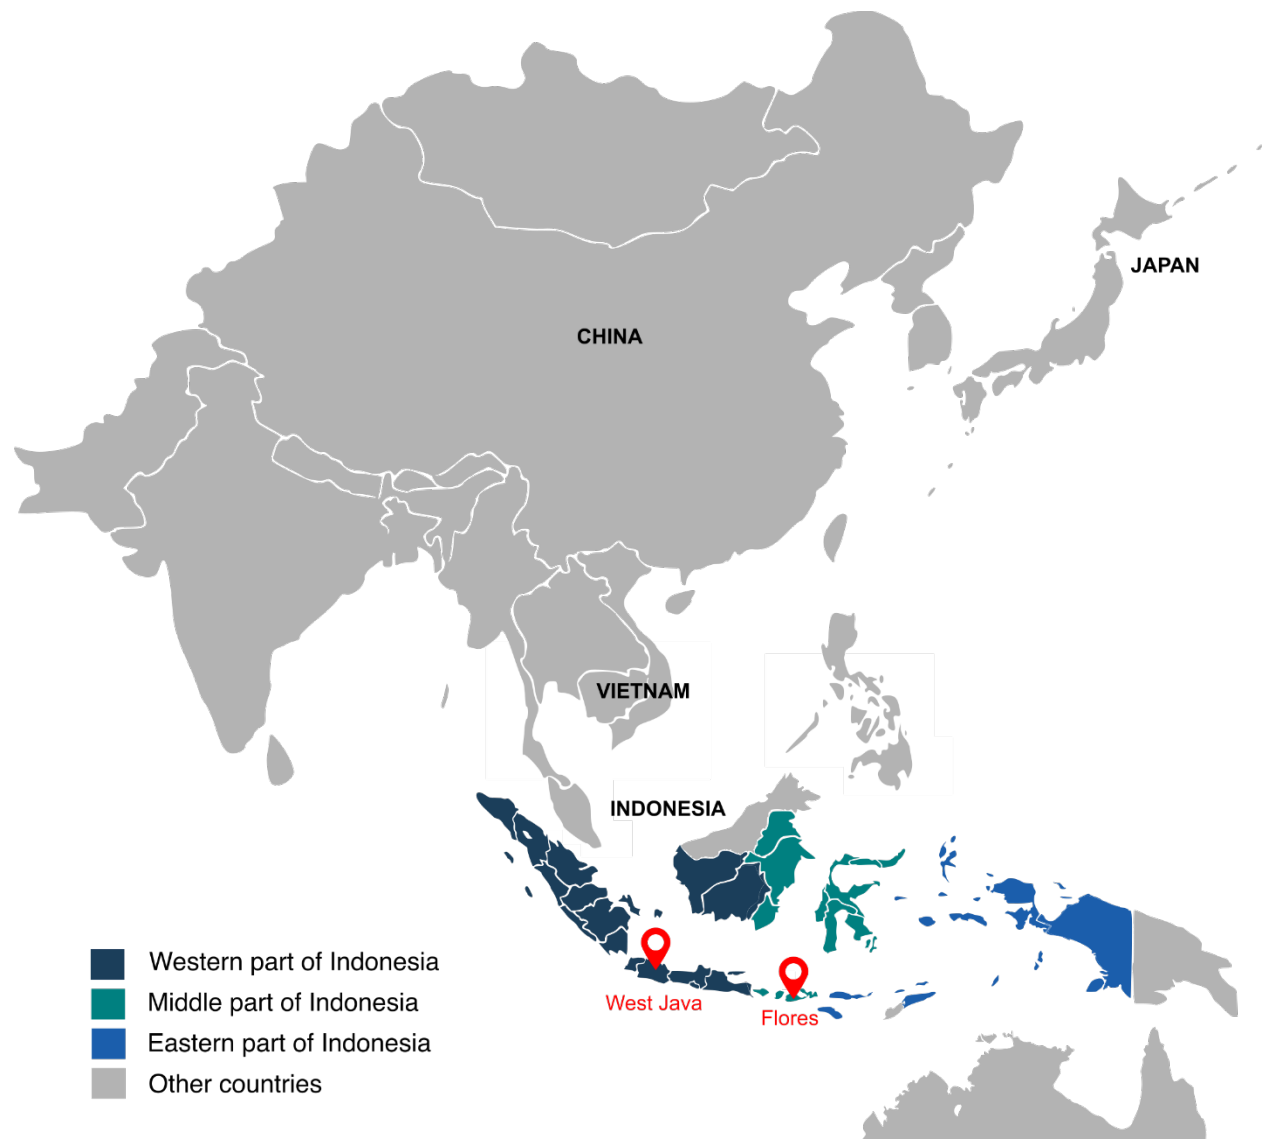 JAPAN
CHINA
VIETNAM
INDONESIA
West Java
Flores
Western part of Indonesia
Middle part of Indonesia
Eastern part of Indonesia
Other countries